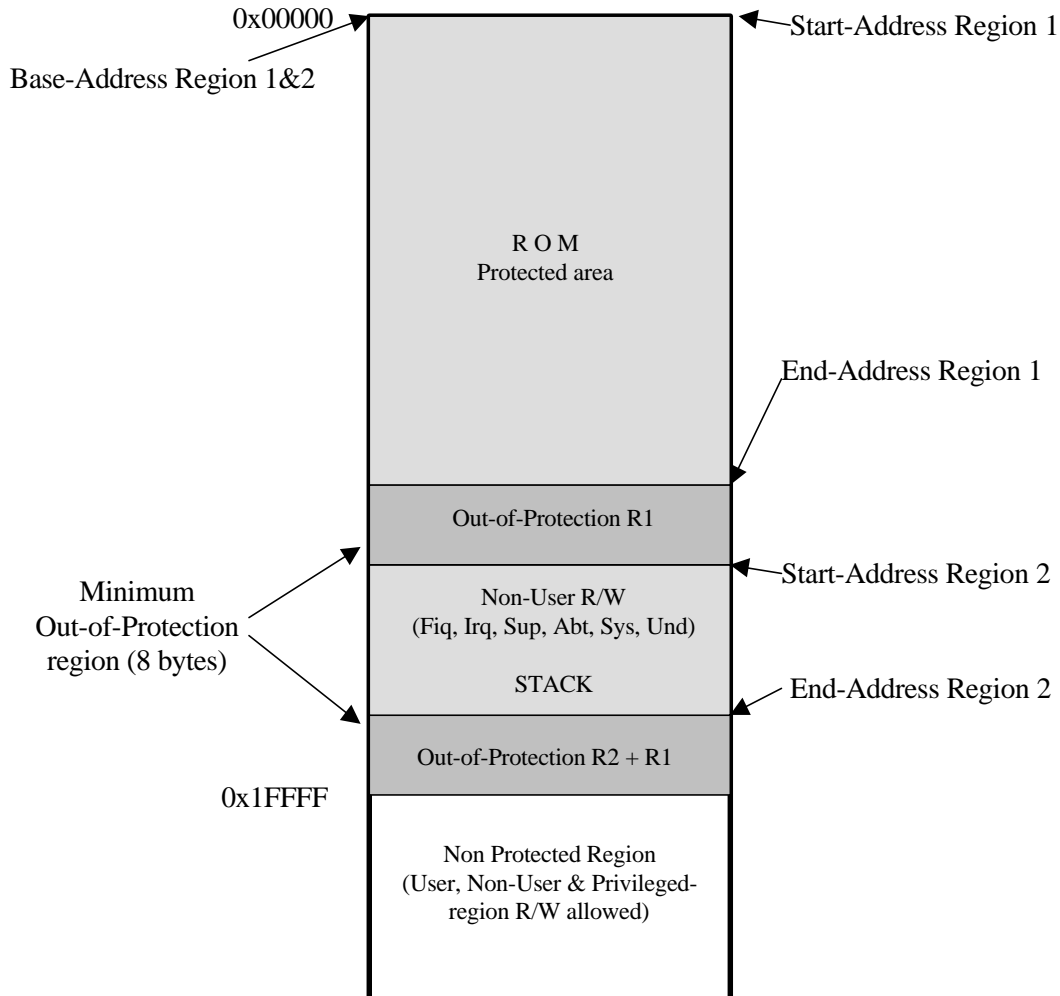 0x00000
Start-Address Region 1
Base-Address Region 1&2
R O M
Protected area
End-Address Region 1
Out-of-Protection R1
Start-Address Region 2
Minimum
Out-of-Protection
region (8 bytes)
Non-User R/W
(Fiq, Irq, Sup, Abt, Sys, Und)
STACK
End-Address Region 2
Out-of-Protection R2 + R1
0x1FFFF
Non Protected Region
(User, Non-User & Privileged-
region R/W allowed)